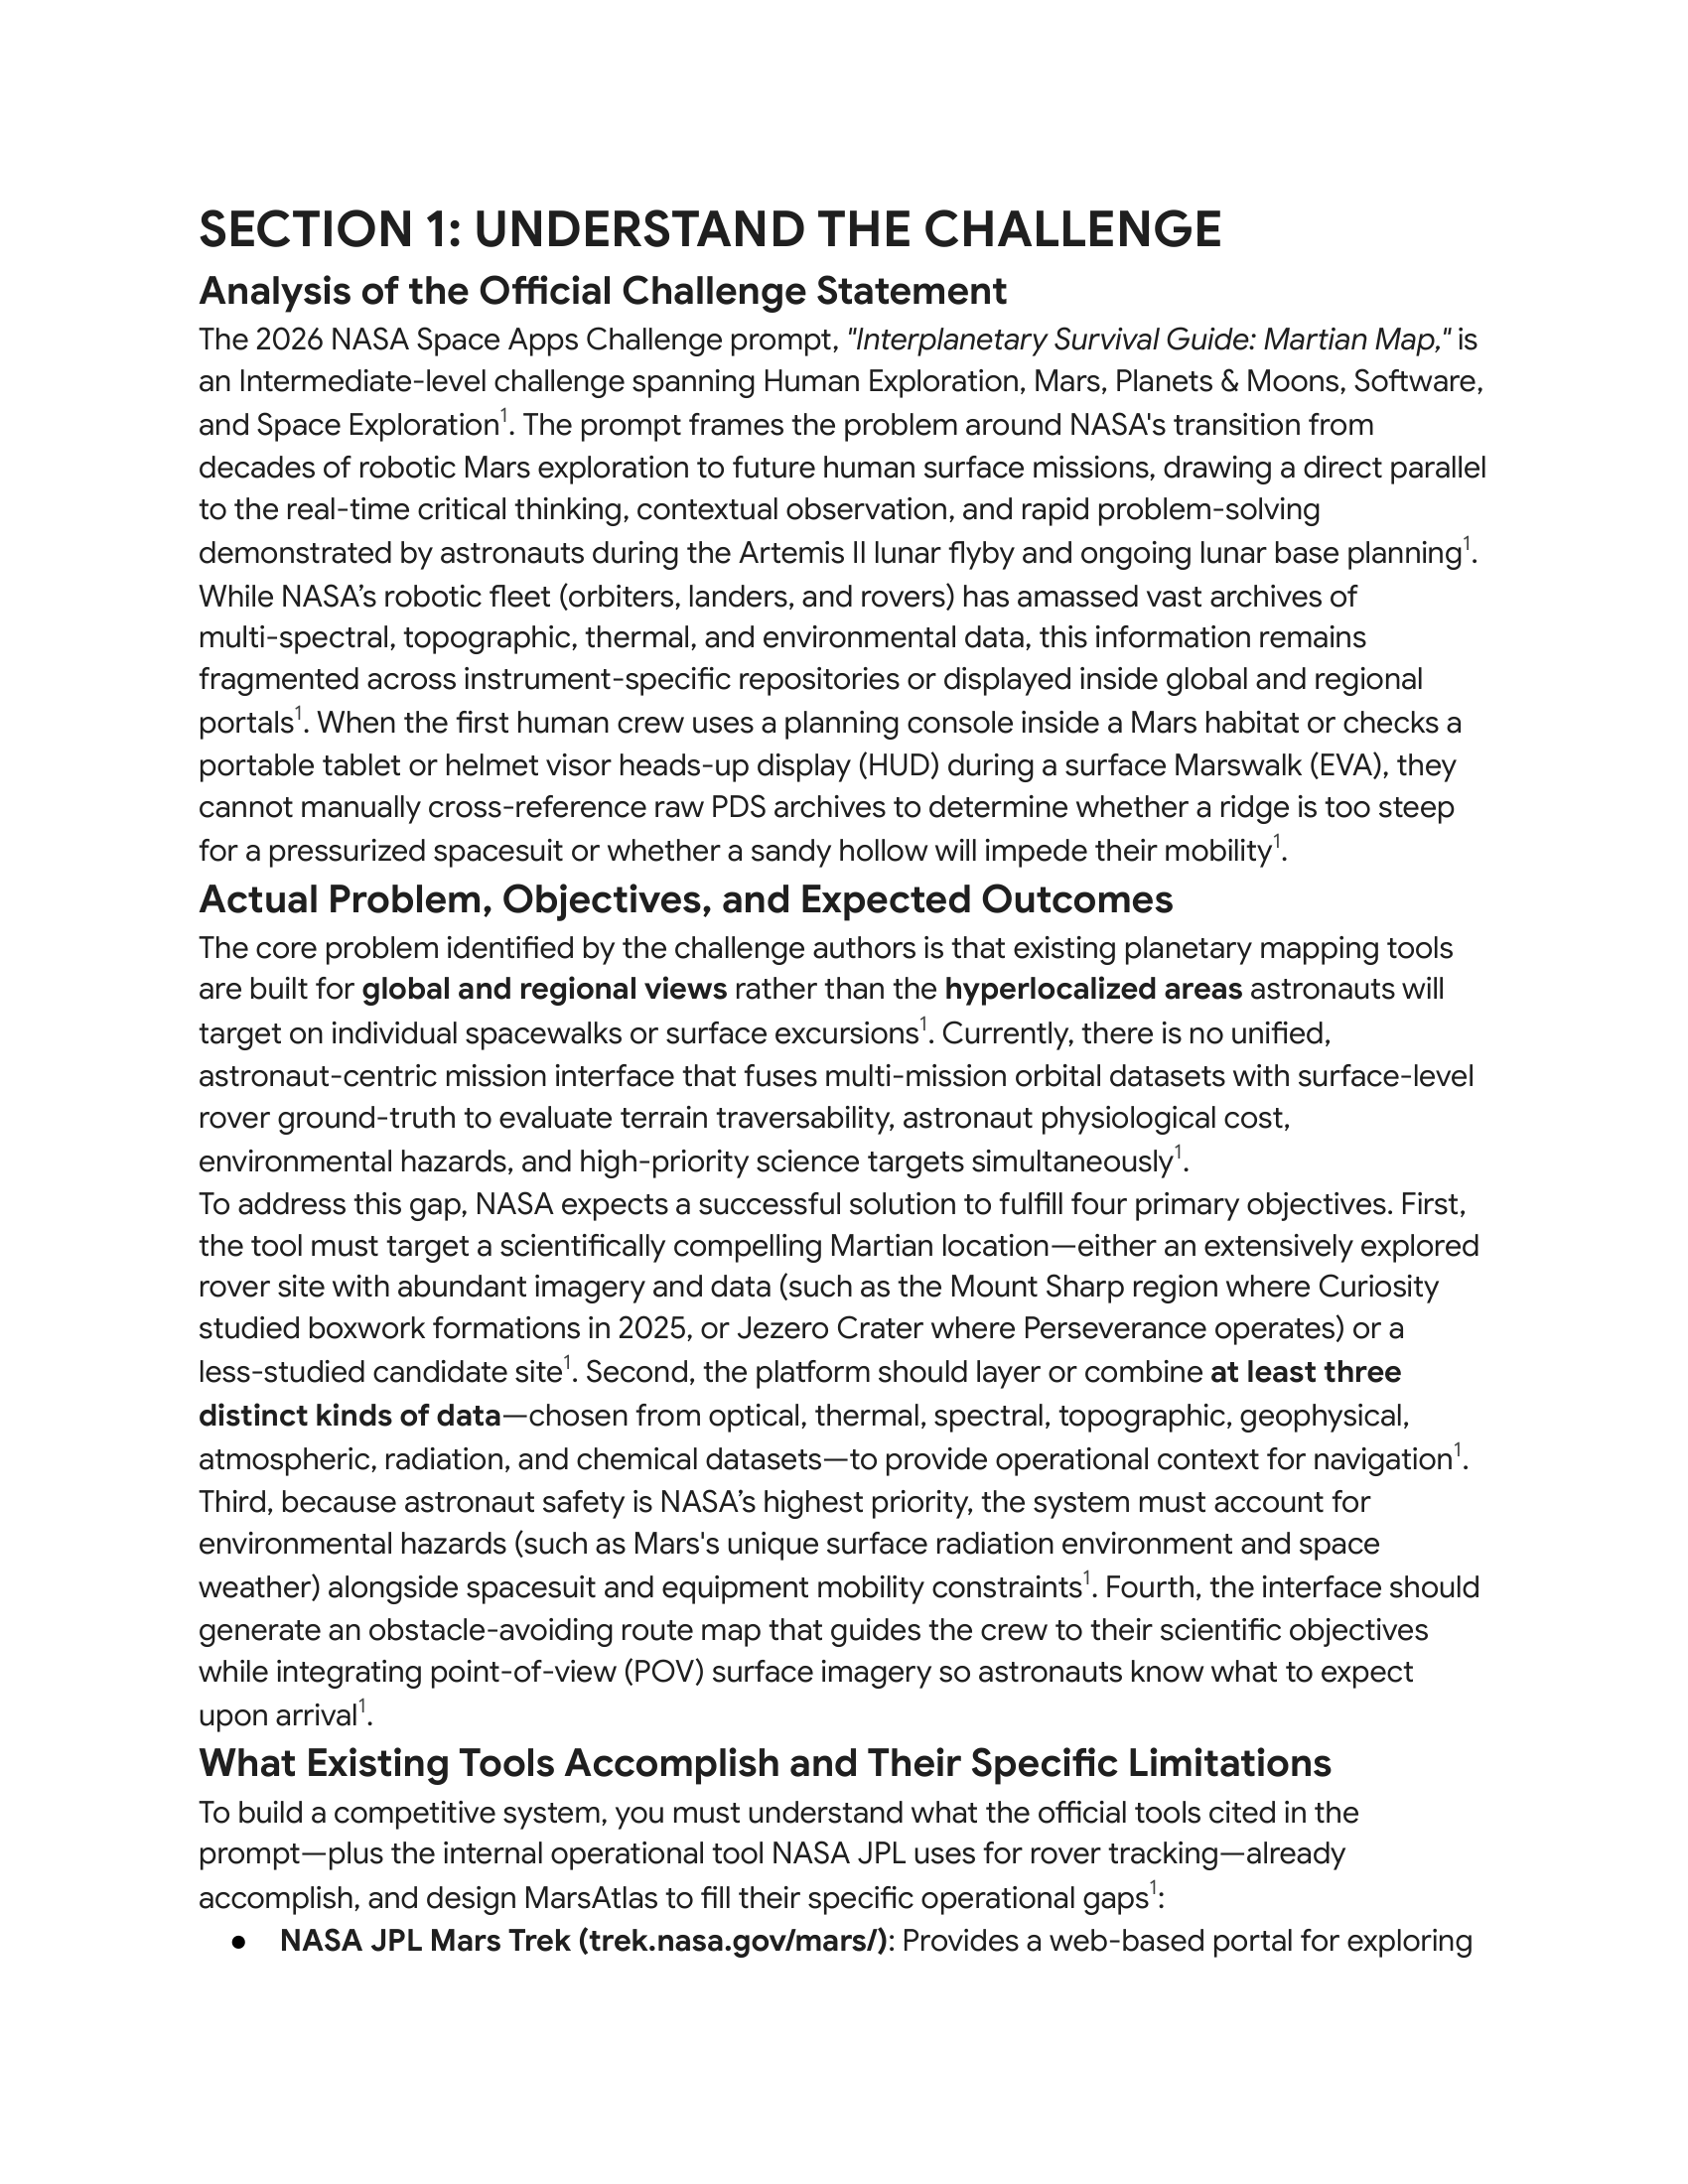 SECTION 1: UNDERSTAND THE CHALLENGE
Analysis of the Official Challenge Statement
The 2026 NASA Space Apps Challenge prompt, "Interplanetary Survival Guide: Martian Map," is
an Intermediate-level challenge spanning Human Exploration, Mars, Planets & Moons, Software,
and Space Exploration1. The prompt frames the problem around NASA's transition from
decades of robotic Mars exploration to future human surface missions, drawing a direct parallel
to the real-time critical thinking, contextual observation, and rapid problem-solving
demonstrated by astronauts during the Artemis II lunar flyby and ongoing lunar base planning1.
While NASA’s robotic fleet (orbiters, landers, and rovers) has amassed vast archives of
multi-spectral, topographic, thermal, and environmental data, this information remains
fragmented across instrument-specific repositories or displayed inside global and regional
portals1. When the first human crew uses a planning console inside a Mars habitat or checks a
portable tablet or helmet visor heads-up display (HUD) during a surface Marswalk (EVA), they
cannot manually cross-reference raw PDS archives to determine whether a ridge is too steep
for a pressurized spacesuit or whether a sandy hollow will impede their mobility1.
Actual Problem, Objectives, and Expected Outcomes
The core problem identified by the challenge authors is that existing planetary mapping tools
are built for global and regional views rather than the hyperlocalized areas astronauts will
target on individual spacewalks or surface excursions1. Currently, there is no unified,
astronaut-centric mission interface that fuses multi-mission orbital datasets with surface-level
rover ground-truth to evaluate terrain traversability, astronaut physiological cost,
environmental hazards, and high-priority science targets simultaneously1.
To address this gap, NASA expects a successful solution to fulfill four primary objectives. First,
the tool must target a scientifically compelling Martian location—either an extensively explored
rover site with abundant imagery and data (such as the Mount Sharp region where Curiosity
studied boxwork formations in 2025, or Jezero Crater where Perseverance operates) or a
less-studied candidate site1. Second, the platform should layer or combine at least three
distinct kinds of data—chosen from optical, thermal, spectral, topographic, geophysical,
atmospheric, radiation, and chemical datasets—to provide operational context for navigation1.
Third, because astronaut safety is NASA’s highest priority, the system must account for
environmental hazards (such as Mars's unique surface radiation environment and space
weather) alongside spacesuit and equipment mobility constraints1. Fourth, the interface should
generate an obstacle-avoiding route map that guides the crew to their scientific objectives
while integrating point-of-view (POV) surface imagery so astronauts know what to expect
upon arrival1.
What Existing Tools Accomplish and Their Specific Limitations
To build a competitive system, you must understand what the official tools cited in the
prompt—plus the internal operational tool NASA JPL uses for rover tracking—already
accomplish, and design MarsAtlas to fill their specific operational gaps1:
● NASA JPL Mars Trek (trek.nasa.gov/mars/): Provides a web-based portal for exploring